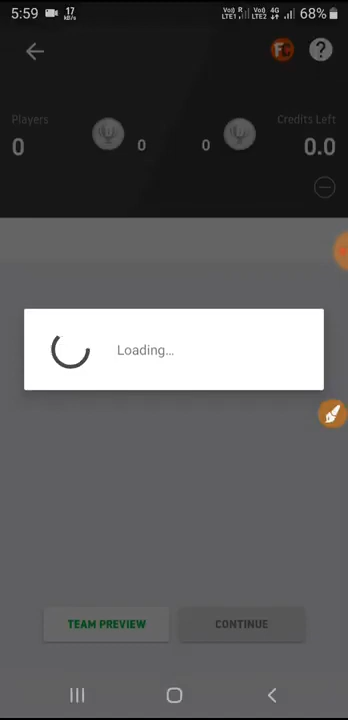 5:59 17 KB/s Vo)) R LTE1 Vo)) 4G LTE2 68%
FC ?
Players Credits Left
0 0 0 0.0
Loading...
TEAM PREVIEW CONTINUE